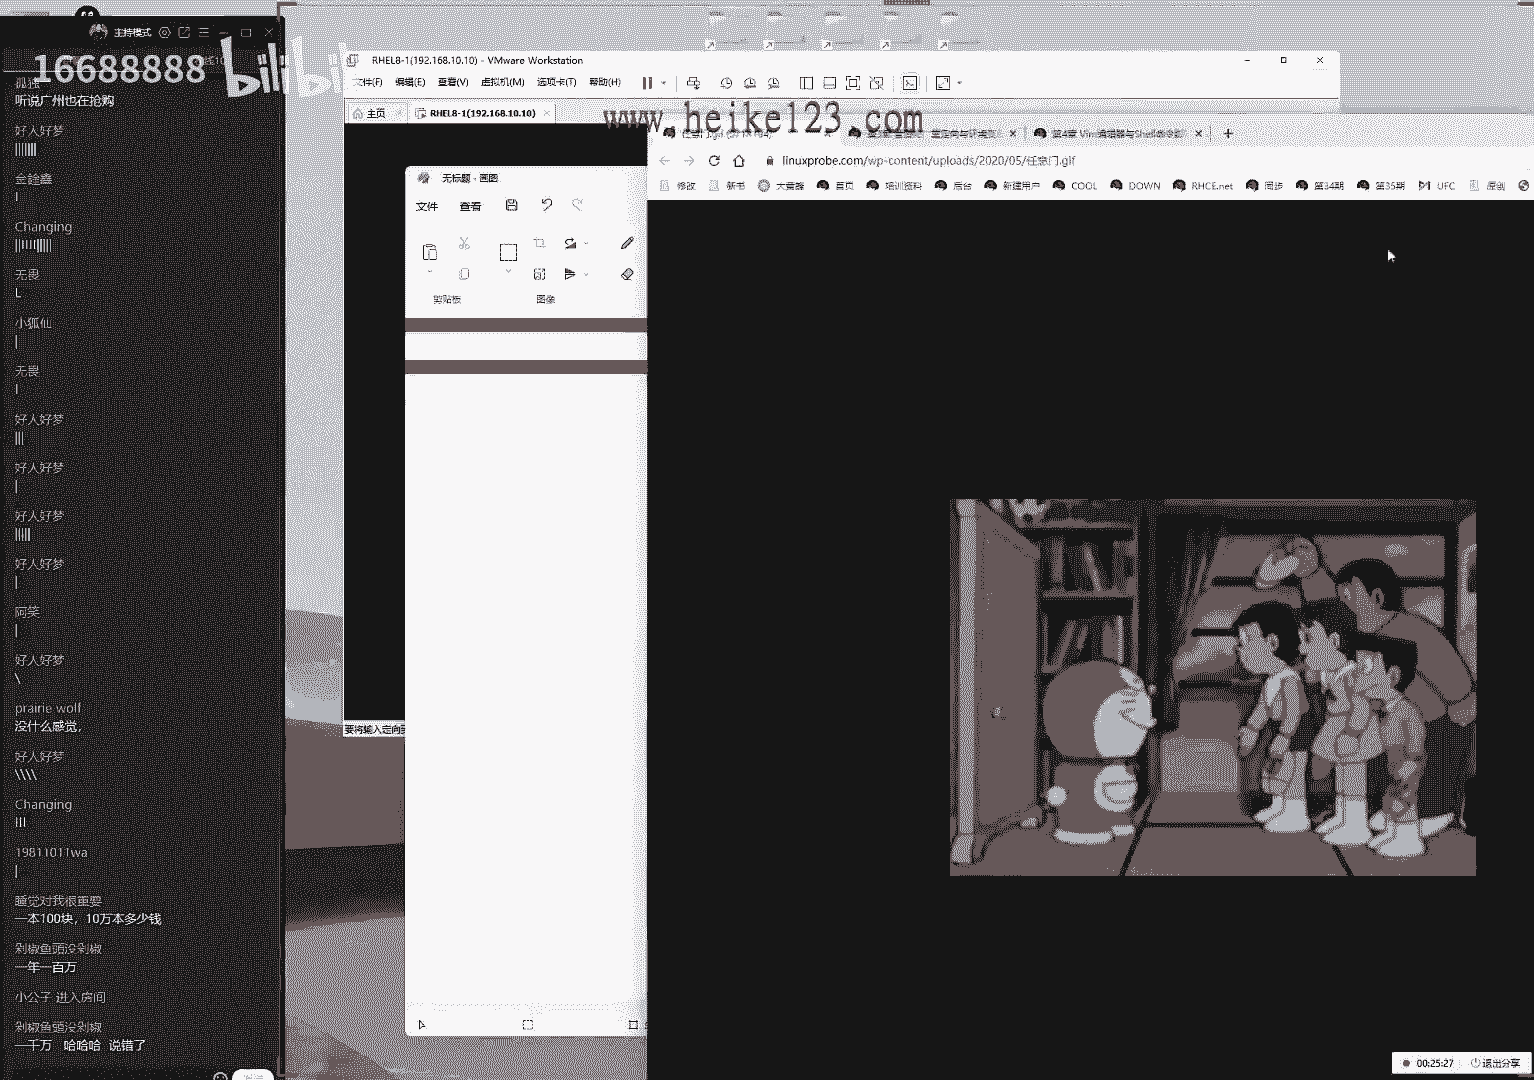 主持模式
16688888
bilibili
孤独
听说广州也在抢购
好人好梦
|||||||
金鑫鑫
|
Changing
无畏
L
小狐仙
|
无畏
|
好人好梦
|||
好人好梦
|
好人好梦
|||||
好人好梦
|
阿笑
|
好人好梦
\
prairie wolf
没什么感觉,
好人好梦
\\\\
Changing
|||
19811011wa
|
睡觉对我很重要
一本100块，10万本多少钱
剁椒鱼头没剁椒
一年一百万
小公子 进入房间
剁椒鱼头没剁椒
一千万 哈哈哈 说错了
RHEL8-1(192.168.10.10) - VMware Workstation
文件(F) 编辑(E) 查看(V) 虚拟机(M) 选项卡(T) 帮助(H)
主页 RHEL8-1(192.168.10.10)
www.heike123.com
第4章 Vim编辑器与Shell命令
linuxprobe.com/wp-content/uploads/2020/05/任意门.gif
修改 新书 大黄蜂 首页 培训资料 后台 新建用户 COOL DOWN RHCE.net 同步 第34期 第35期 UFC 原创
无标题 - 画图
文件 查看
剪贴板 图像
要将输入定向到
00:25:27 退出分享